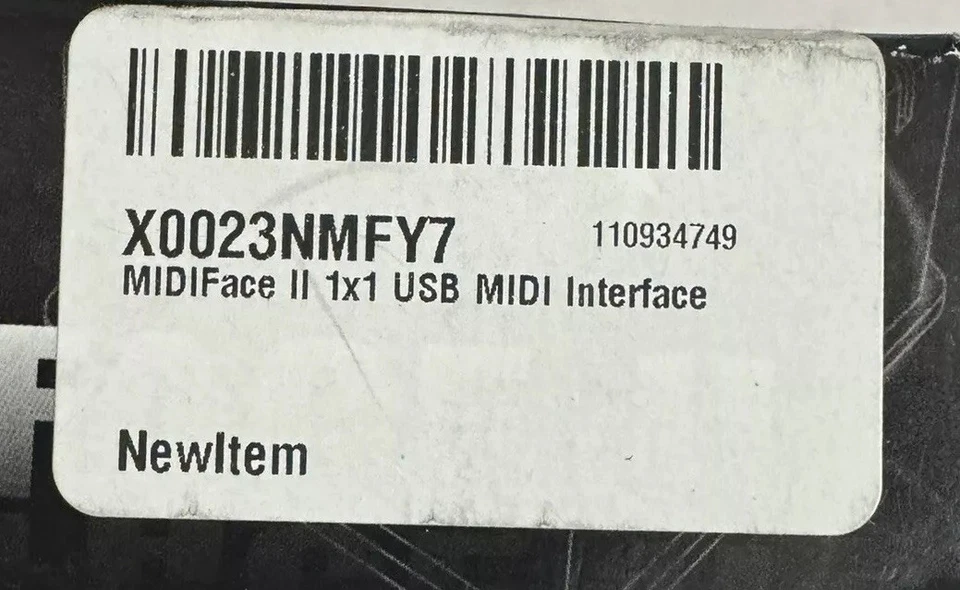 X0023NMFY7 110934749
MIDIFace II 1x1 USB MIDI Interface
NewItem